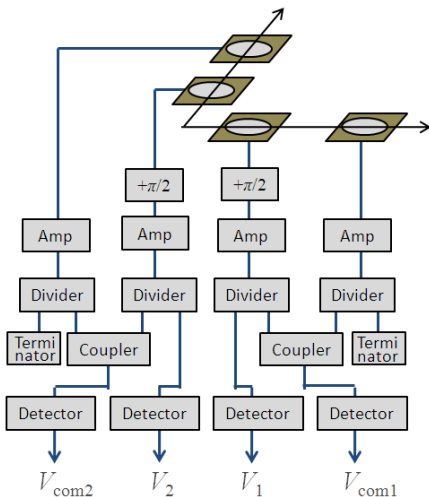 +π/2
+π/2
Amp
Amp
Amp
Amp
Divider
Divider
Divider
Divider
Termi
nator
Coupler
Coupler
Termi
nator
Detector
Detector
Detector
Detector
Vcom2
V2
V1
Vcom1